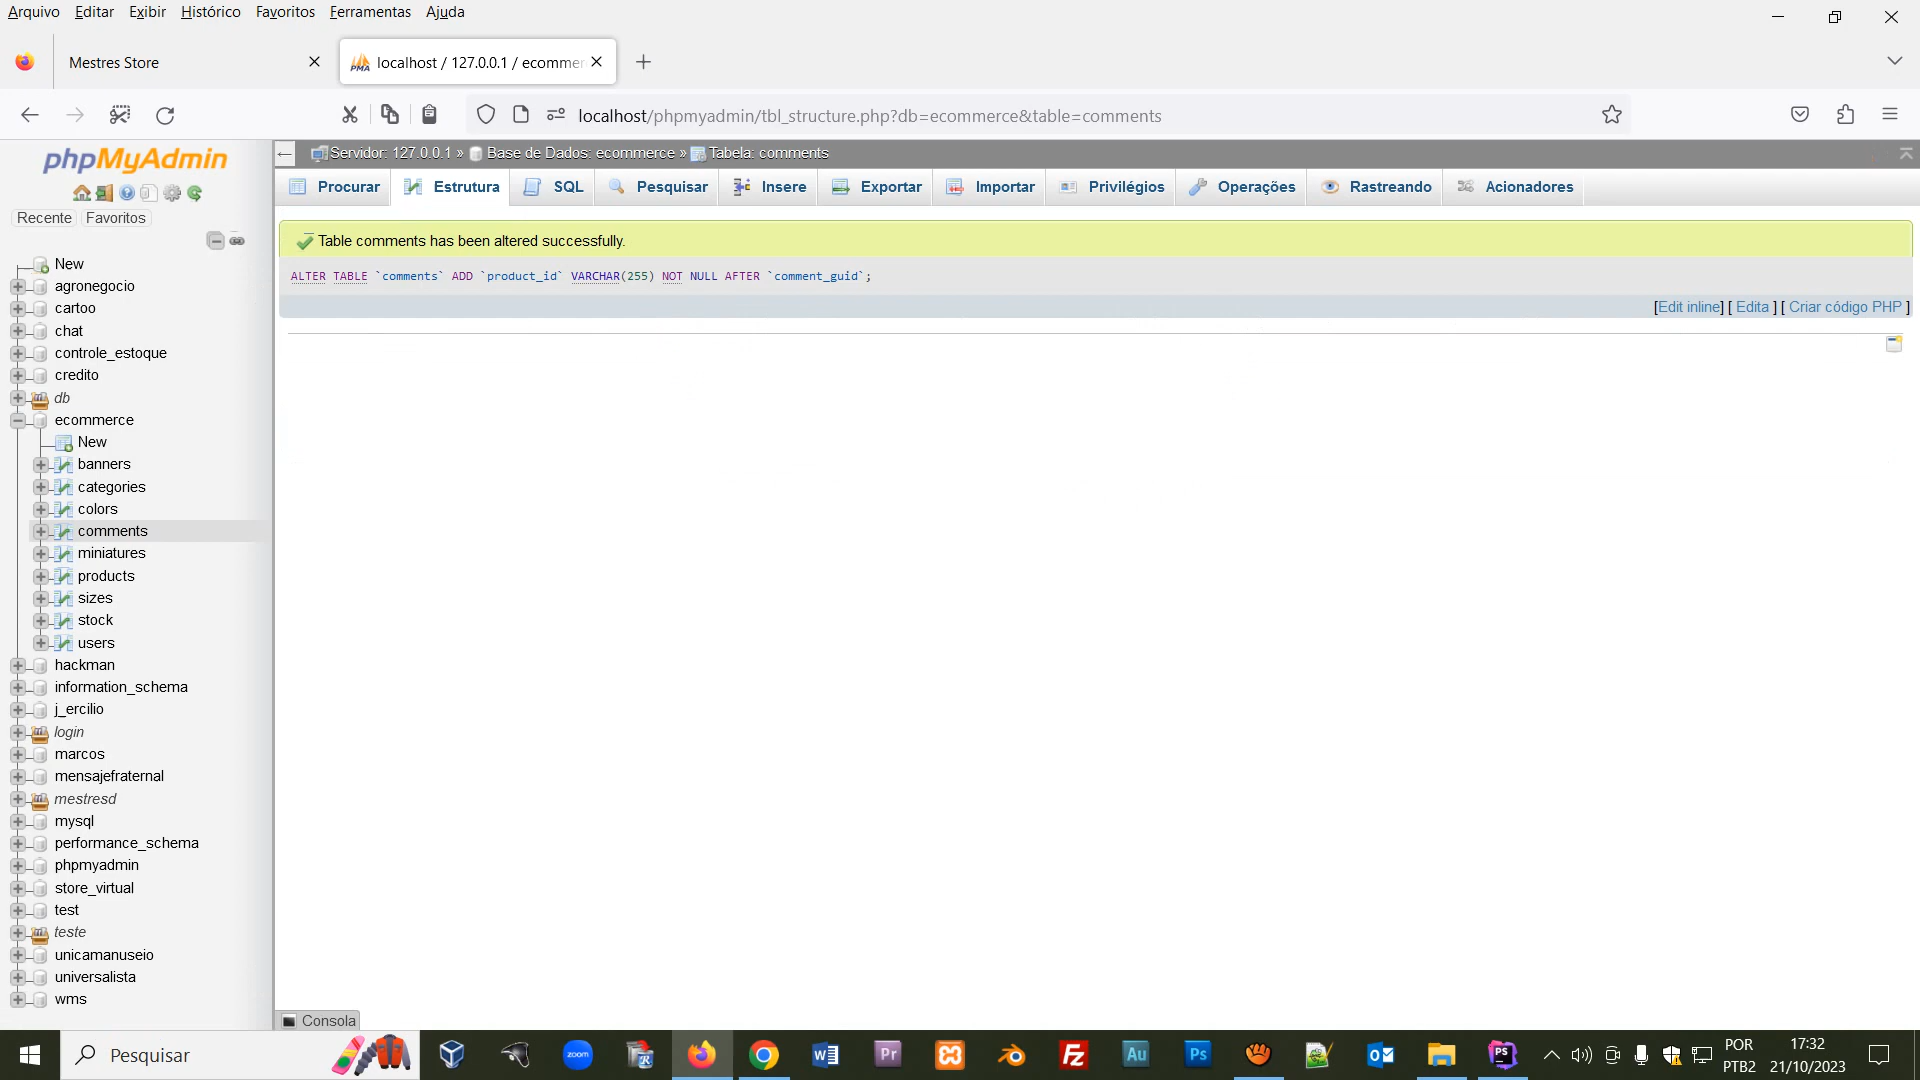 Arquivo Editar Exibir Histórico Favoritos Ferramentas Ajuda
Mestres Store
localhost / 127.0.0.1 / ecommer
localhost/phpmyadmin/tbl_structure.php?db=ecommerce&table=comments
phpMyAdmin
Servidor: 127.0.0.1 » Base de Dados: ecommerce » Tabela: comments
Procurar Estrutura SQL Pesquisar Insere Exportar Importar Privilégios Operações Rastreando Acionadores
Recente Favoritos
Table comments has been altered successfully.
ALTER TABLE `comments` ADD `product_id` VARCHAR(255) NOT NULL AFTER `comment_guid`;
[Edit inline] [ Edita ] [ Criar código PHP ]
New
agronegocio
cartoo
chat
controle_estoque
credito
db
ecommerce
New
banners
categories
colors
comments
miniatures
products
sizes
stock
users
hackman
information_schema
j_ercilio
login
marcos
mensajefraternal
mestresd
mysql
performance_schema
phpmyadmin
store_virtual
test
teste
unicamanuseio
universalista
wms
Consola
Pesquisar
zoom
Pr
Au
Ps
PS
POR
PTB2
17:32
21/10/2023